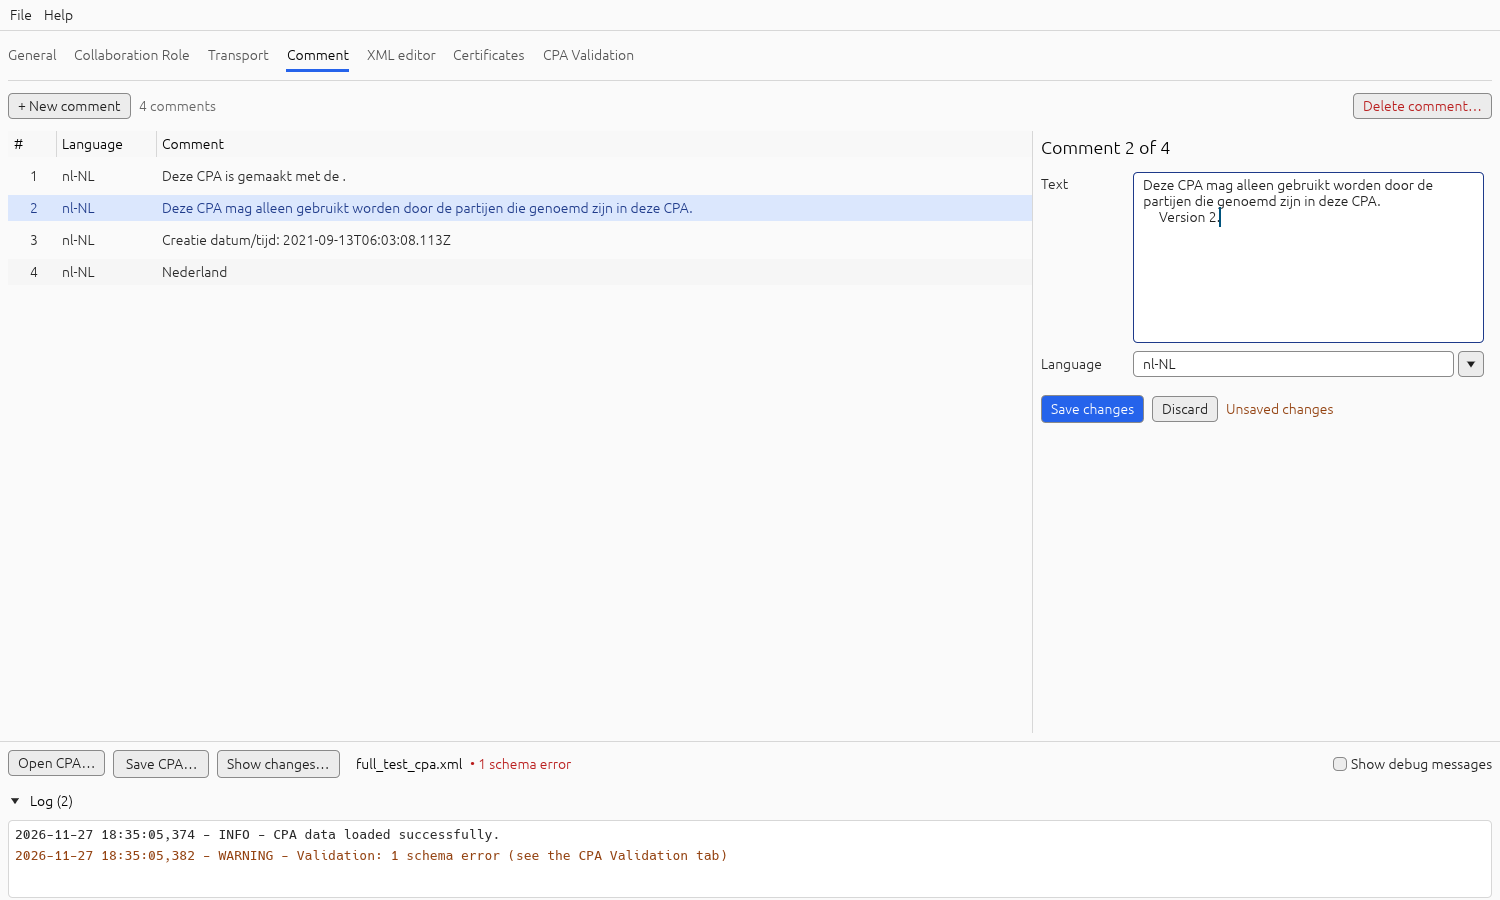 File Help
General Collaboration Role Transport Comment XML editor Certificates CPA Validation
+ New comment 4 comments Delete comment...
# Language Comment
1 nl-NL Deze CPA is gemaakt met de .
2 nl-NL Deze CPA mag alleen gebruikt worden door de partijen die genoemd zijn in deze CPA.
3 nl-NL Creatie datum/tijd: 2021-09-13T06:03:08.113Z
4 nl-NL Nederland
Comment 2 of 4
Text
Deze CPA mag alleen gebruikt worden door de
partijen die genoemd zijn in deze CPA.
Version 2.
Language nl-NL
Save changes Discard Unsaved changes
Open CPA... Save CPA... Show changes... full_test_cpa.xml • 1 schema error Show debug messages
Log (2)
2026-11-27 18:35:05,374 - INFO - CPA data loaded successfully.
2026-11-27 18:35:05,382 - WARNING - Validation: 1 schema error (see the CPA Validation tab)